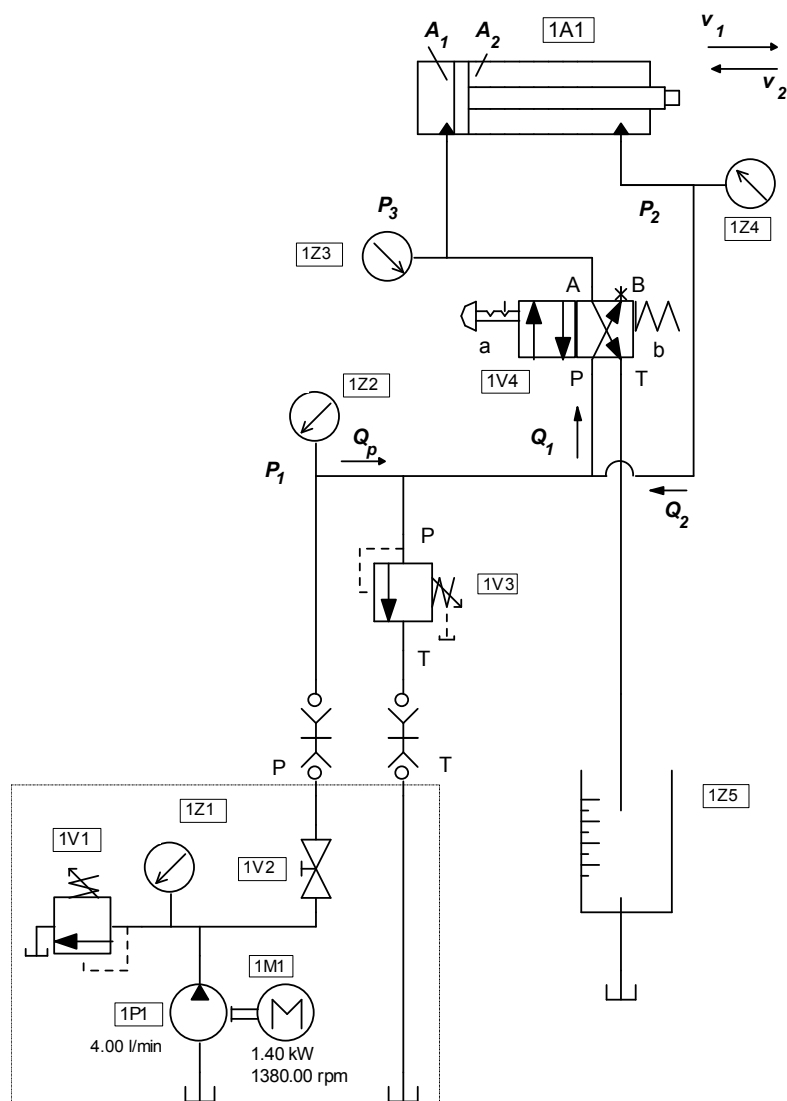 A1 A2 1A1 v1
v2
P3 P2
1Z3 1Z4
A B
a b
1V4 P T
1Z2
Qp Q1
P1
Q2
P
1V3
T
P T
1Z1 1Z5
1V1 1V2
1M1
1P1 M
4.00 l/min 1.40 kW
1380.00 rpm